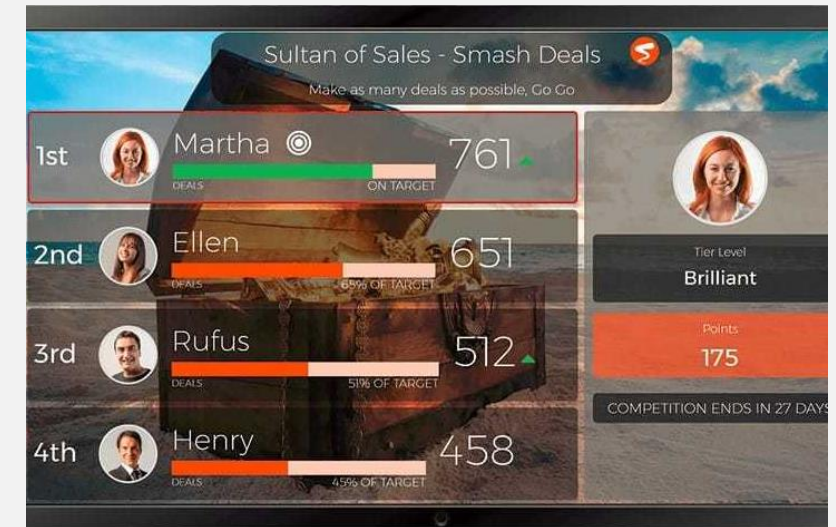 Sultan of Sales - Smash Deals
Make as many deals as possible, Go Go
1st
Martha
761
DEALS
ON TARGET
2nd
Ellen
651
DEALS
65% OF TARGET
3rd
Rufus
512
DEALS
51% OF TARGET
4th
Henry
458
DEALS
45% OF TARGET
Tier Level
Brilliant
Points
175
COMPETITION ENDS IN 27 DAYS